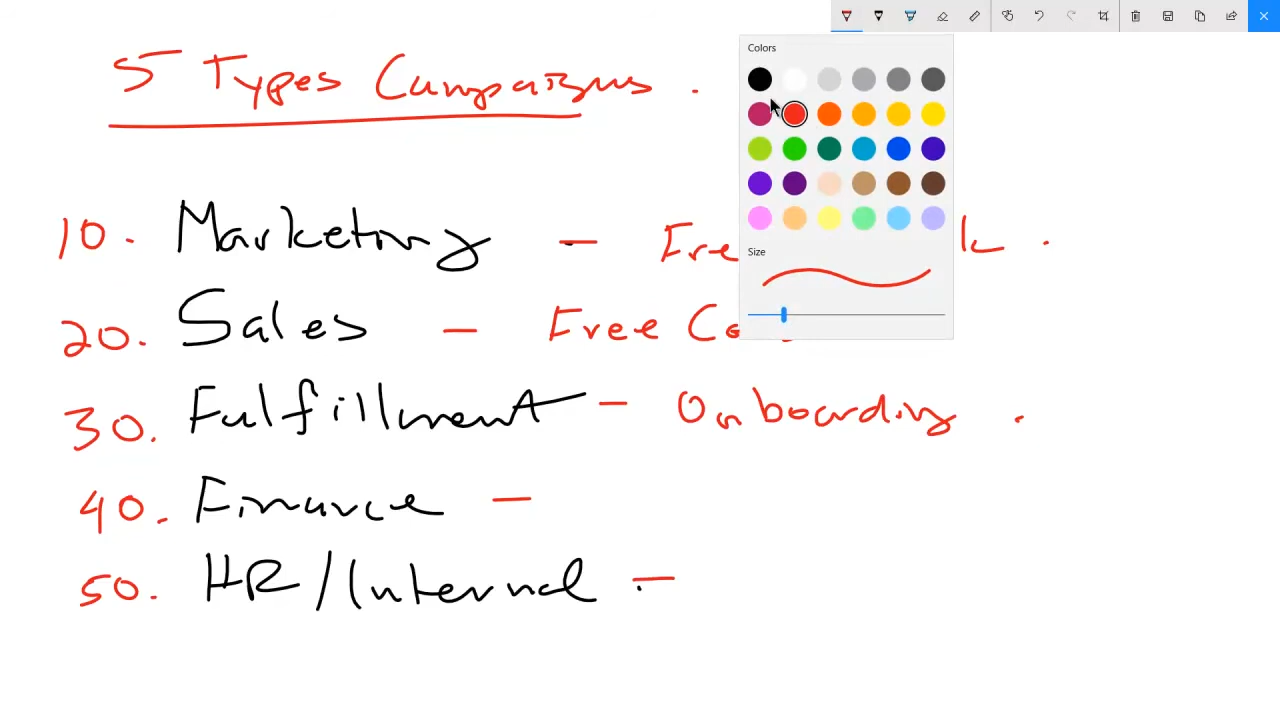 5 Types Campaigns.
Colors
10. Marketing - Fre k.
Size
20. Sales - Free Co
30. Fulfillment - Onboarding.
40. Finance -
50. HR/Internal -